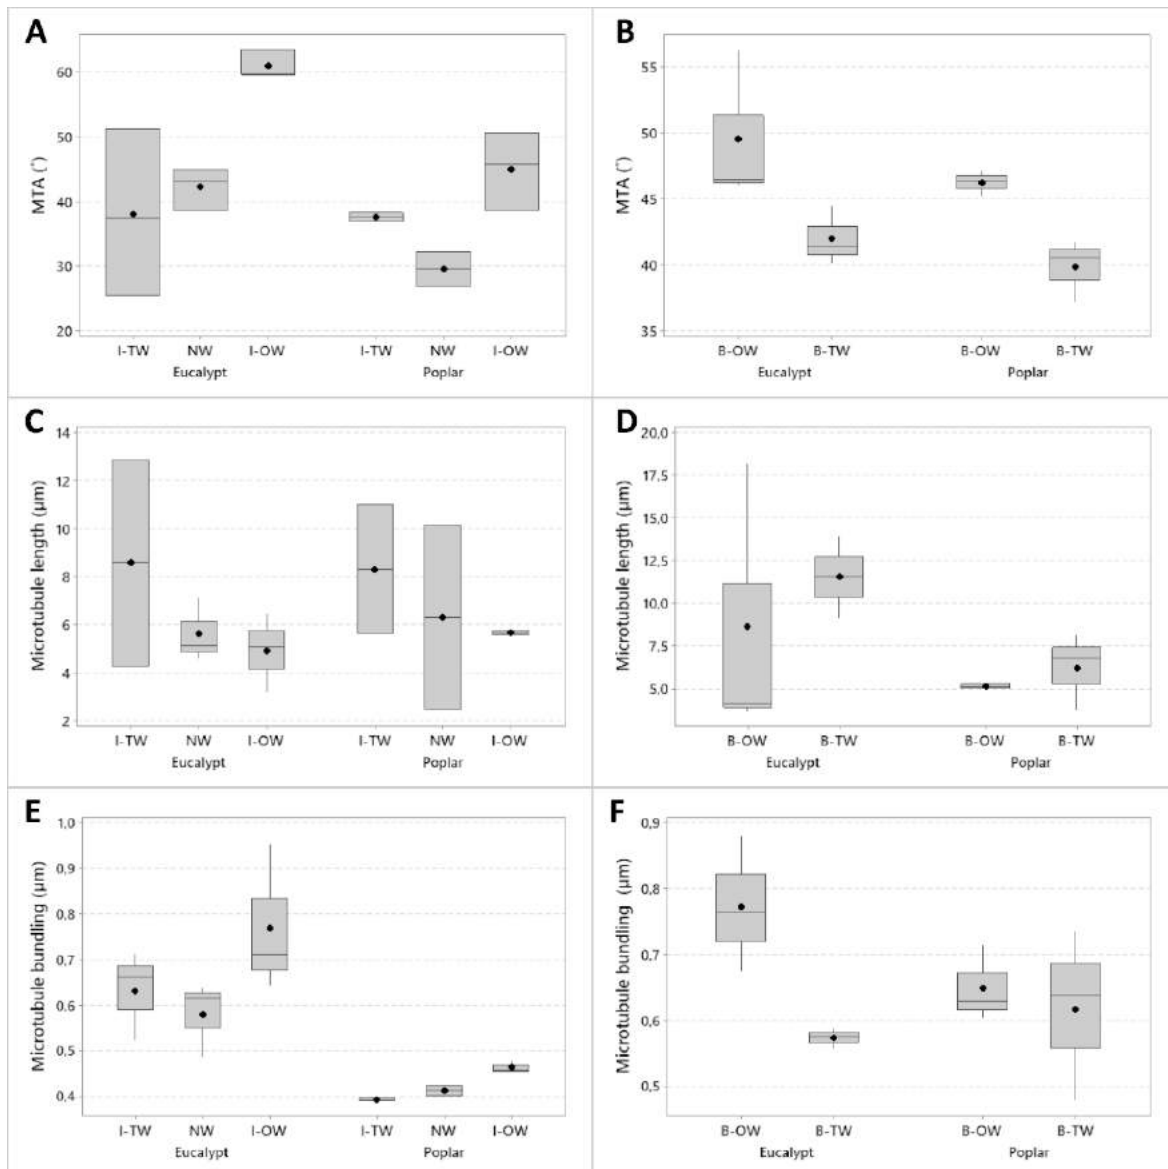 A
MTA (°)
60
50
40
30
20
I-TW NW I-OW I-TW NW I-OW
Eucalypt Poplar
B
MTA (°)
55
50
45
40
35
B-OW B-TW B-OW B-TW
Eucalypt Poplar
C
Microtubule length (µm)
14
12
10
8
6
4
2
I-TW NW I-OW I-TW NW I-OW
Eucalypt Poplar
D
Microtubule length (µm)
20,0
17,5
15,0
12,5
10,0
7,5
5,0
B-OW B-TW B-OW B-TW
Eucalypt Poplar
E
Microtubule bundling (µm)
1,0
0,9
0,8
0,7
0,6
0,5
0,4
I-TW NW I-OW I-TW NW I-OW
Eucalypt Poplar
F
Microtubule bundling (µm)
0,9
0,8
0,7
0,6
0,5
B-OW B-TW B-OW B-TW
Eucalypt Poplar